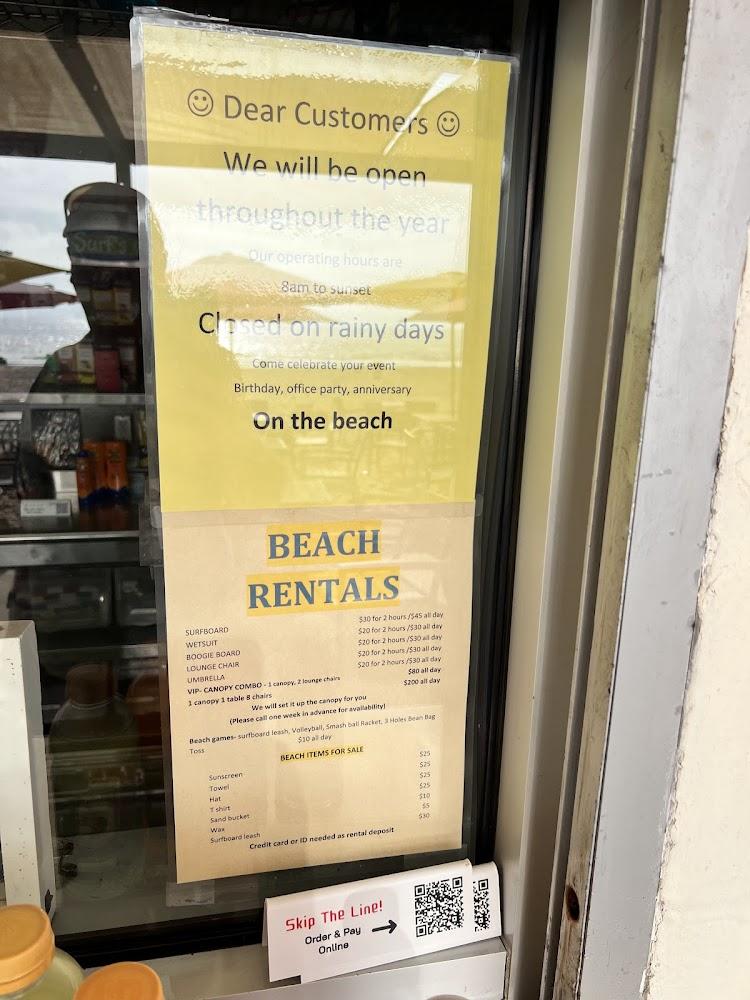 ☺ Dear Customers ☺
We will be open
throughout the year
Our operating hours are
8am to sunset
Closed on rainy days
Come celebrate your event
Birthday, office party, anniversary
On the beach
BEACH
RENTALS
SURFBOARD $30 for 2 hours /$45 all day
WETSUIT $20 for 2 hours /$30 all day
BOOGIE BOARD $20 for 2 hours /$30 all day
LOUNGE CHAIR $20 for 2 hours /$30 all day
UMBRELLA $20 for 2 hours /$30 all day
VIP- CANOPY COMBO - 1 canopy, 2 lounge chairs $80 all day
1 canopy 1 table 8 chairs $200 all day
We will set it up the canopy for you
(Please call one week in advance for availability)
Beach games- surfboard leash, Volleyball, Smash ball Racket, 3 Holes Bean Bag
Toss $10 all day
BEACH ITEMS FOR SALE
Sunscreen $25
Towel $25
Hat $25
T shirt $25
Sand bucket $10
Wax $5
Surfboard leash $30
Credit card or ID needed as rental deposit
Skip The Line!
Order & Pay
Online